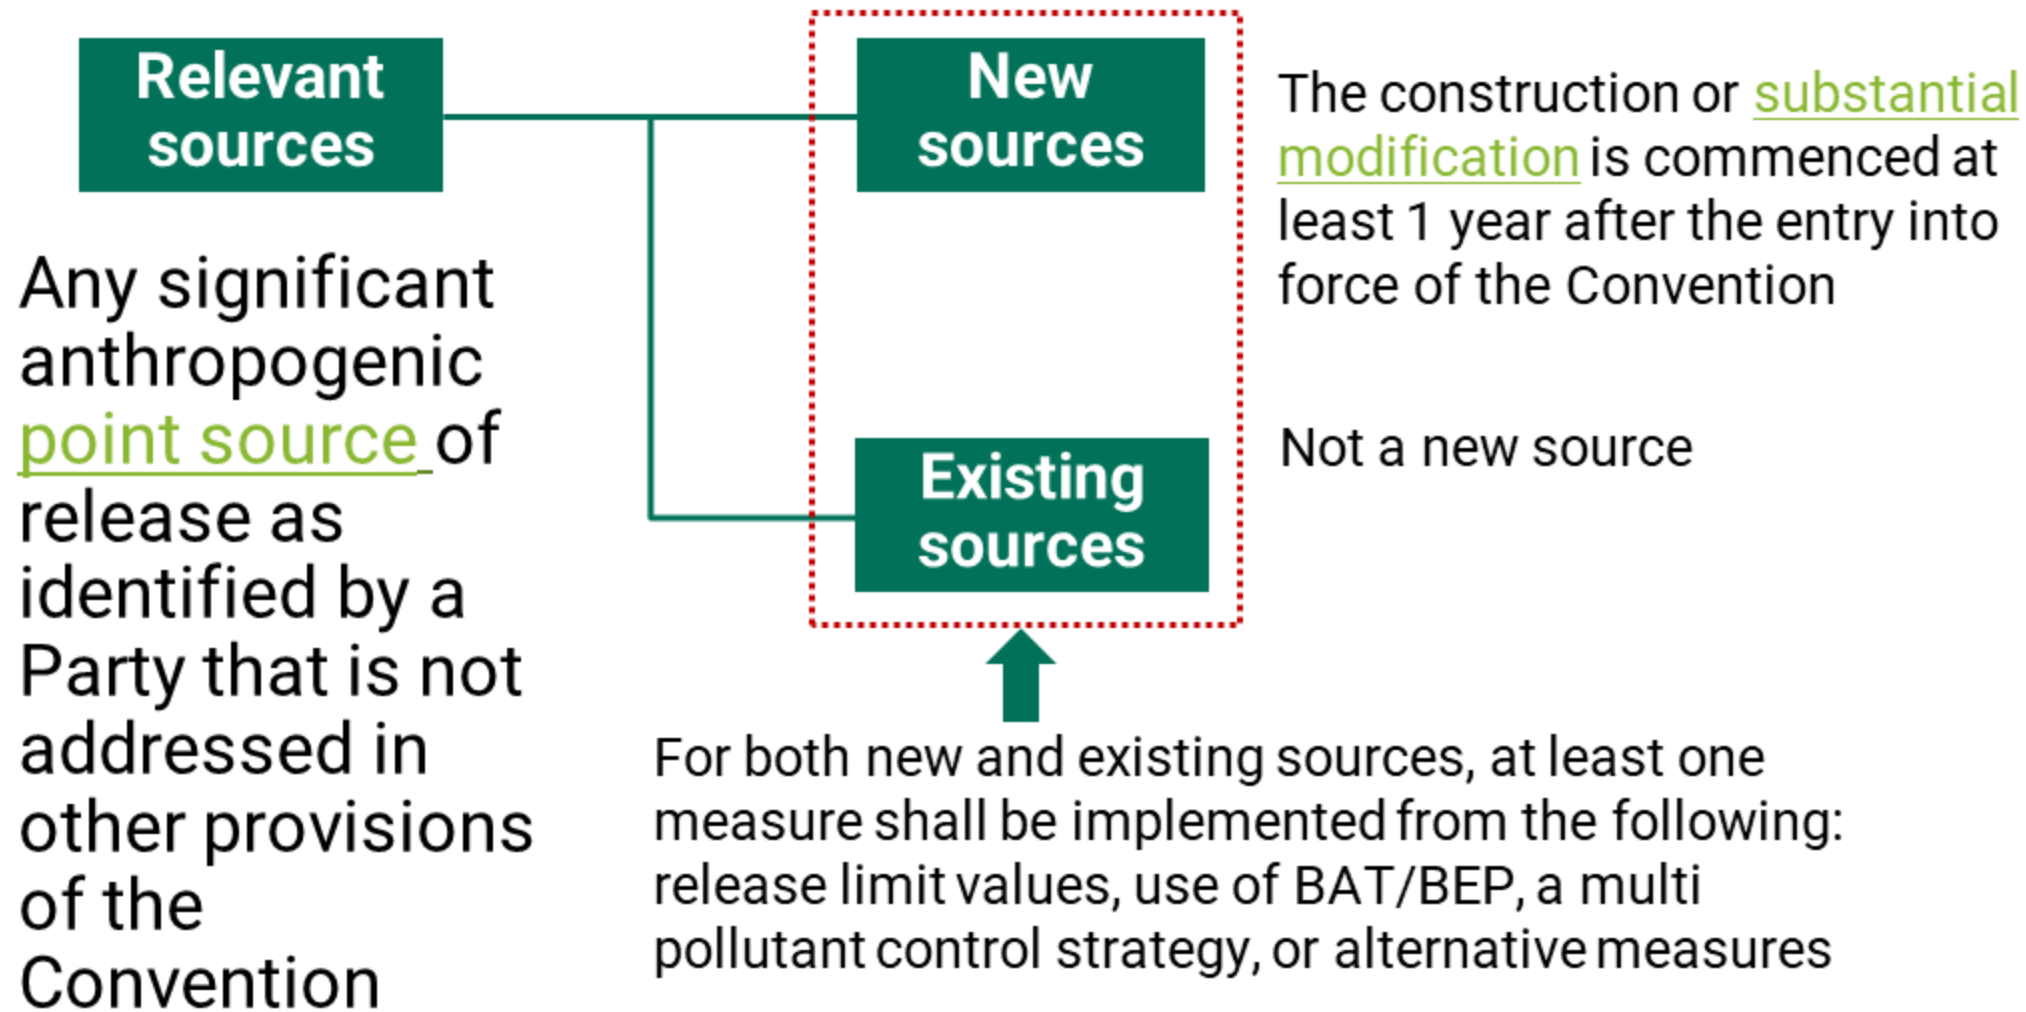 Relevant
sources
Any significant
anthropogenic
point source of
release as
identified by a
Party that is not
addressed in
other provisions
of the
Convention
New
sources
The construction or substantial
modification is commenced at
least 1 year after the entry into
force of the Convention
Existing
sources
Not a new source
For both new and existing sources, at least one
measure shall be implemented from the following:
release limit values, use of BAT/BEP, a multi
pollutant control strategy, or alternative measures